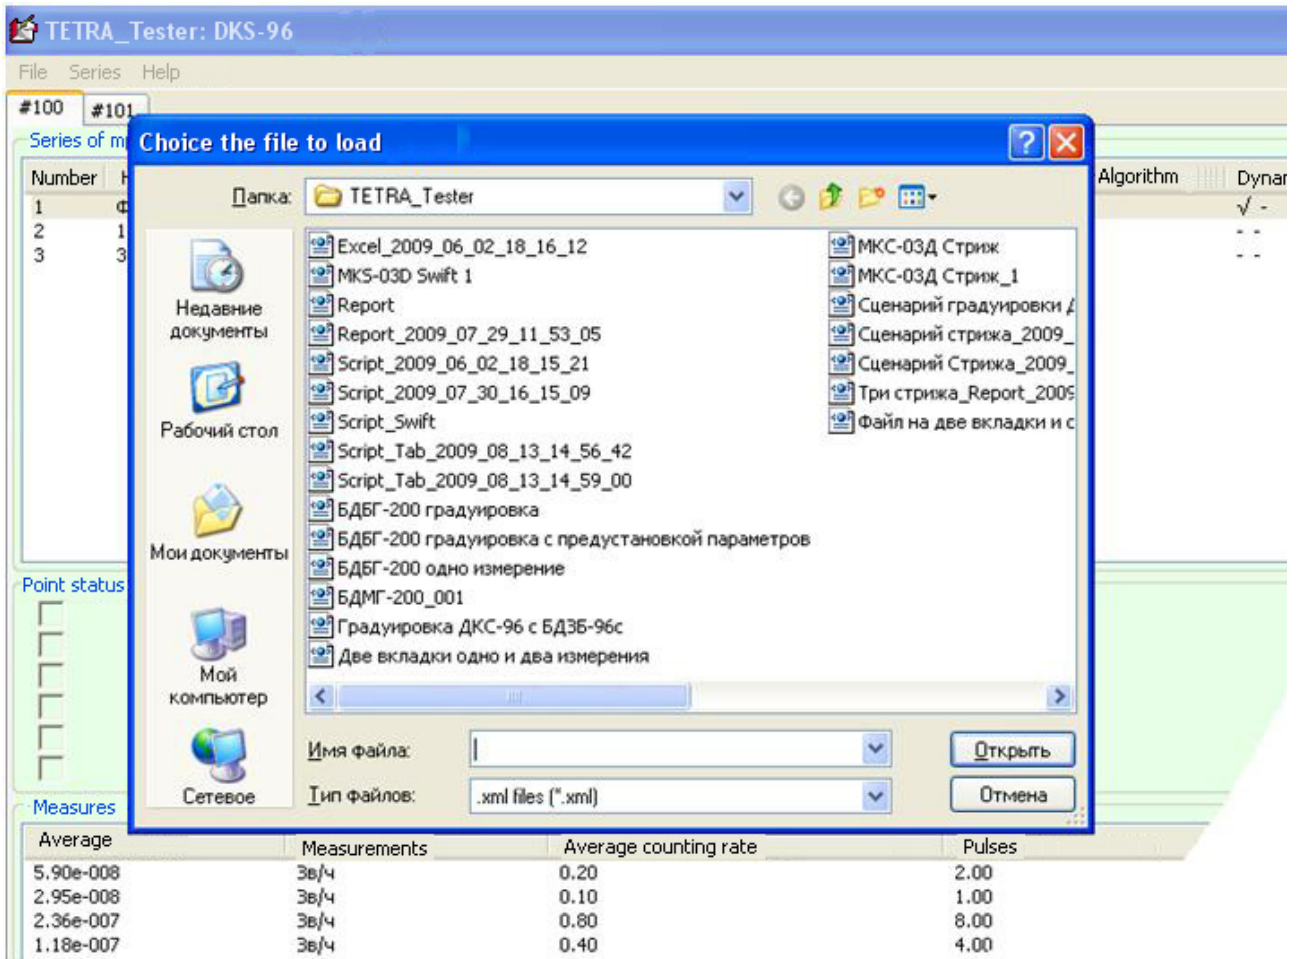 TETRA_Tester: DKS-96
File Series Help
#100 #101
Series of m
Choice the file to load
Number
Algorithm
1
√ -
2 1
- -
3 3
- -
Папка: TETRA_Tester
Недавние
документы
Рабочий стол
Мои документы
Мой
компьютер
Сетевое
Excel_2009_06_02_18_16_12
MKS-03D Swift 1
Report
Report_2009_07_29_11_53_05
Script_2009_06_02_18_15_21
Script_2009_07_30_16_15_09
Script_Swift
Script_Tab_2009_08_13_14_56_42
Script_Tab_2009_08_13_14_59_00
БДБГ-200 градуировка
БДБГ-200 градуировка с предустановкой параметров
БДБГ-200 одно измерение
БДМГ-200_001
Градуировка ДКС-96 с БДЗБ-96с
Две вкладки одно и два измерения
МКС-03Д Стриж
МКС-03Д Стриж_1
Сценарий градуировки
Сценарий стрижа_2009_
Сценарий Стрижа_2009_
Три стрижа_Report_2009
Файл на две вкладки и с
Имя файла: Открыть
Тип файлов: .xml files (*.xml) Отмена
Point status
Measures
Average Measurements Average counting rate Pulses
5.90e-008 Зв/ч 0.20 2.00
2.95e-008 Зв/ч 0.10 1.00
2.36e-007 Зв/ч 0.80 8.00
1.18e-007 Зв/ч 0.40 4.00